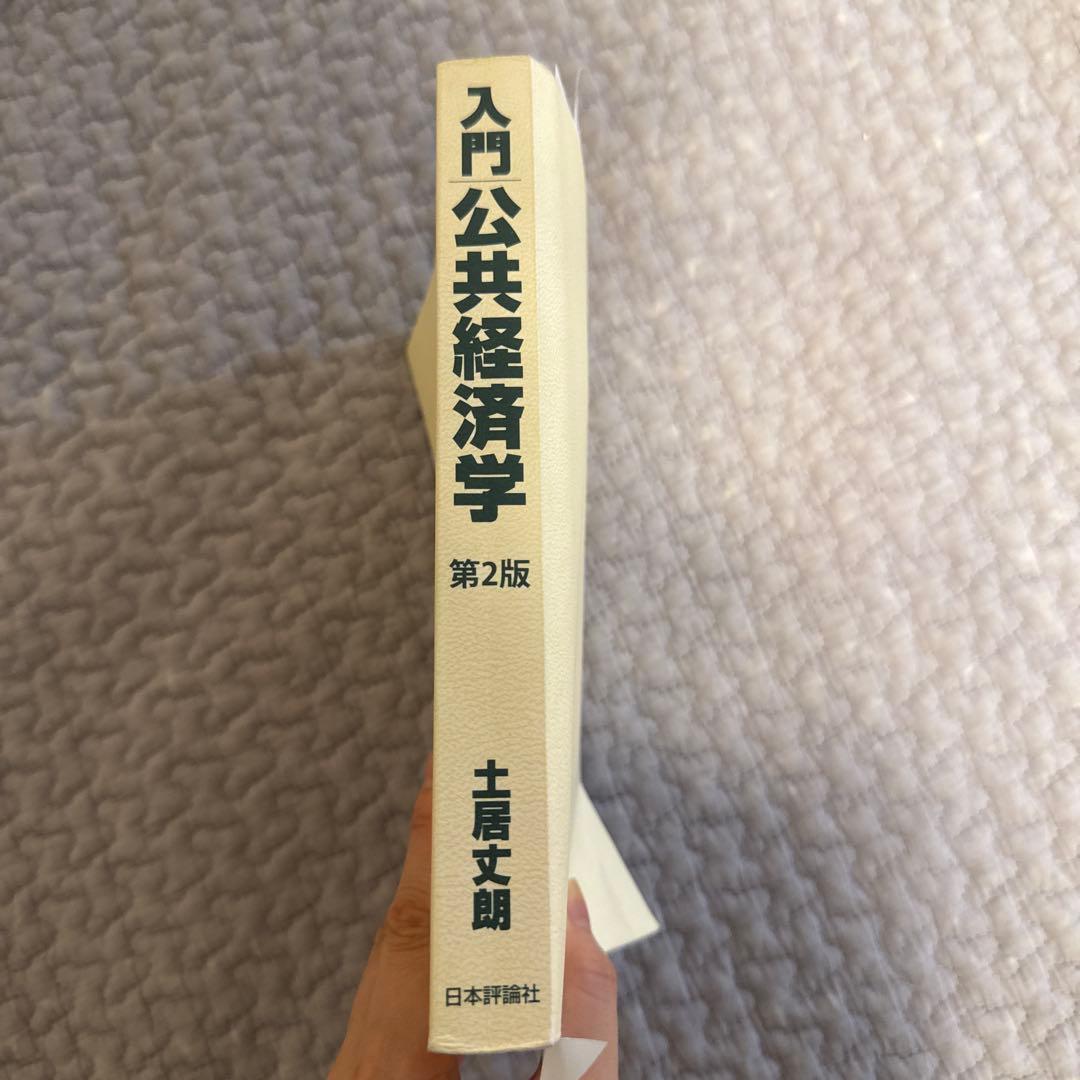 入門
公共経済学
第2版
土居丈朗
日本評論社